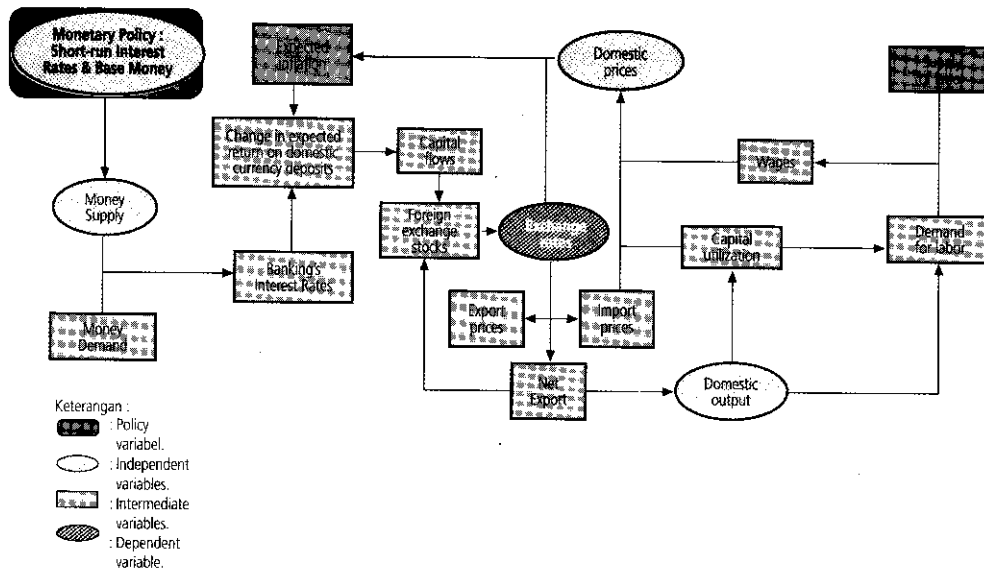 Monetary Policy :
Short-run Interest
Rates & Base Money
Expected
inflation
Domestic
prices
Change in expected
return on domestic
currency deposits
Capital
flows
Wages
Money
Supply
Foreign
exchange
stocks
Exchange
rates
Capital
utilization
Demand
for labor
Banking's
Interest Rates
Export
prices
Import
prices
Money
Demand
Net
Export
Domestic
output
Keterangan :
: Policy
variabel.
: Independent
variables.
: Intermediate
variables.
: Dependent
variable.